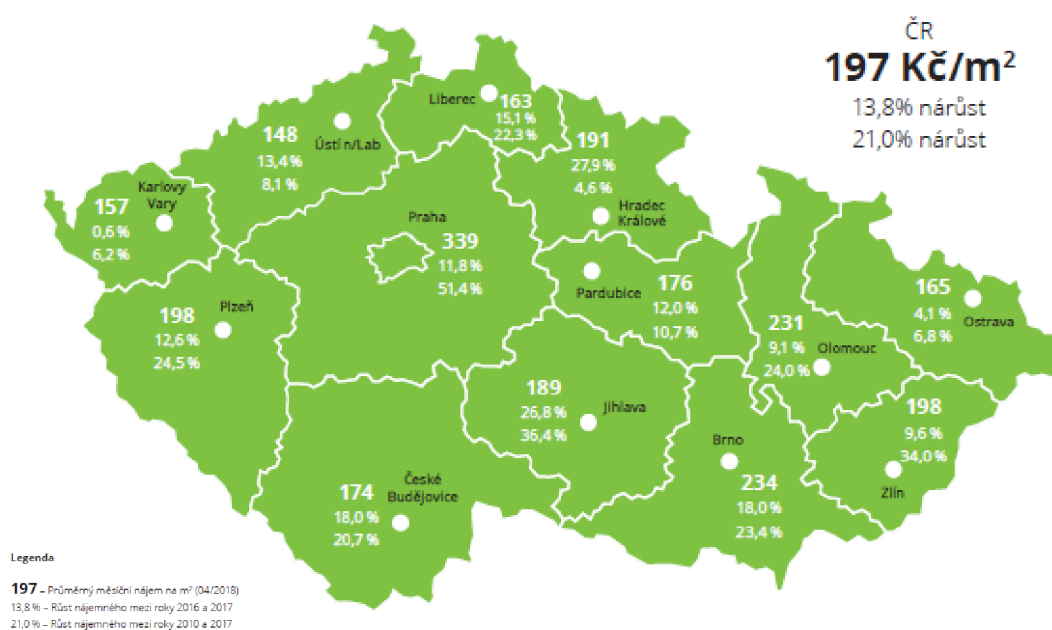 ČR
197 Kč/m²
13,8% nárůst
21,0% nárůst
Liberec
163
15,1 %
22,3 %
148
13,4 %
8,1 %
Ústí n/Lab
191
27,9 %
4,6 %
Hradec
Králové
Karlovy
Vary
157
0,6 %
6,2 %
Praha
339
11,8 %
51,4 %
Plzeň
198
12,6 %
24,5 %
Pardubice
176
12,0 %
10,7 %
231
9,1 %
24,0 %
Olomouc
165
4,1 %
6,8 %
Ostrava
189
26,8 %
36,4 %
Jihlava
198
9,6 %
34,0 %
Zlín
Brno
234
18,0 %
23,4 %
České
Budějovice
174
18,0 %
20,7 %
Legenda
197 – Průměrný měsíční nájem na m² (04/2018)
13,8 % – Růst nájemného mezi roky 2016 a 2017
21,0 % – Růst nájemného mezi roky 2010 a 2017